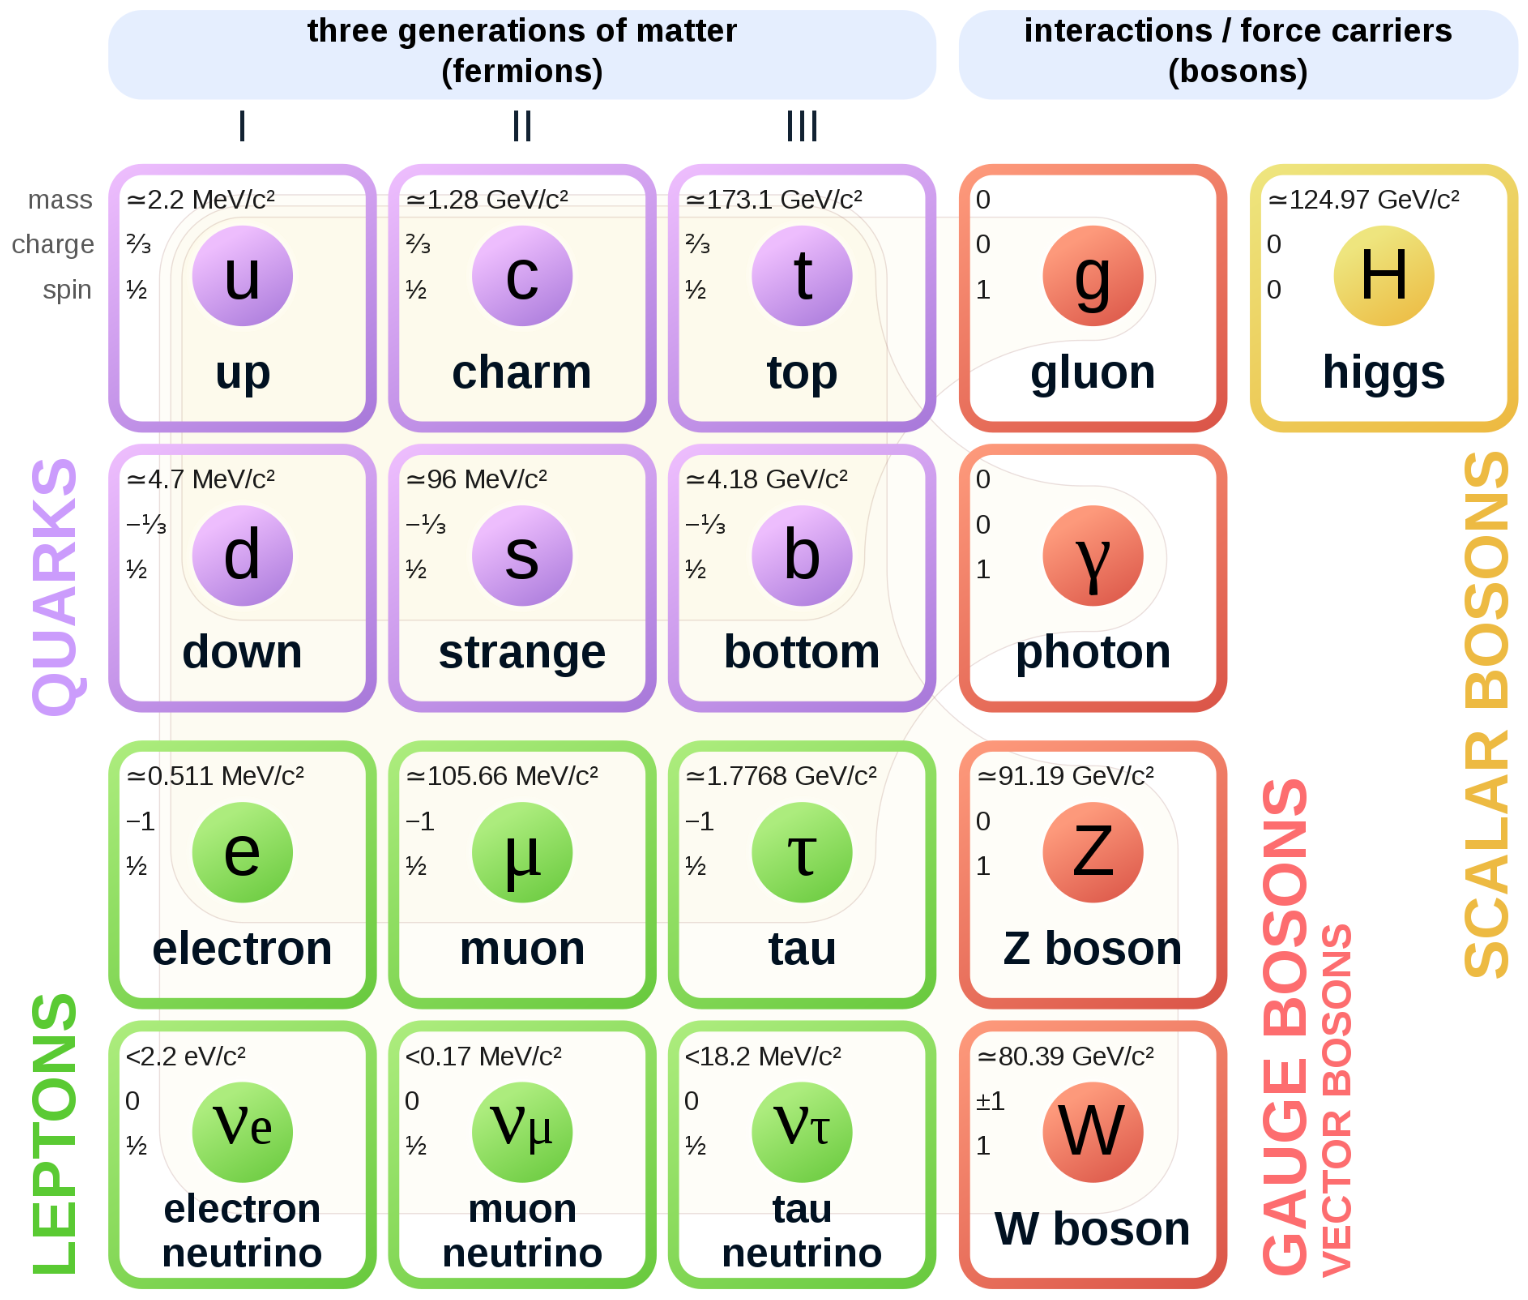 three generations of matter
(fermions)
interactions / force carriers
(bosons)
I
II
III
mass
charge
spin
≃2.2 MeV/c²
⅔
½
u
up
≃1.28 GeV/c²
⅔
½
c
charm
≃173.1 GeV/c²
⅔
½
t
top
0
0
1
g
gluon
≃124.97 GeV/c²
0
0
H
higgs
QUARKS
≃4.7 MeV/c²
−⅓
½
d
down
≃96 MeV/c²
−⅓
½
s
strange
≃4.18 GeV/c²
−⅓
½
b
bottom
0
0
1
γ
photon
SCALAR BOSONS
LEPTONS
≃0.511 MeV/c²
−1
½
e
electron
≃105.66 MeV/c²
−1
½
μ
muon
≃1.7768 GeV/c²
−1
½
τ
tau
≃91.19 GeV/c²
0
1
Z
Z boson
<2.2 eV/c²
0
½
νe
electron
neutrino
<0.17 MeV/c²
0
½
νμ
muon
neutrino
<18.2 MeV/c²
0
½
ντ
tau
neutrino
≃80.39 GeV/c²
±1
1
W
W boson
GAUGE BOSONS
VECTOR BOSONS